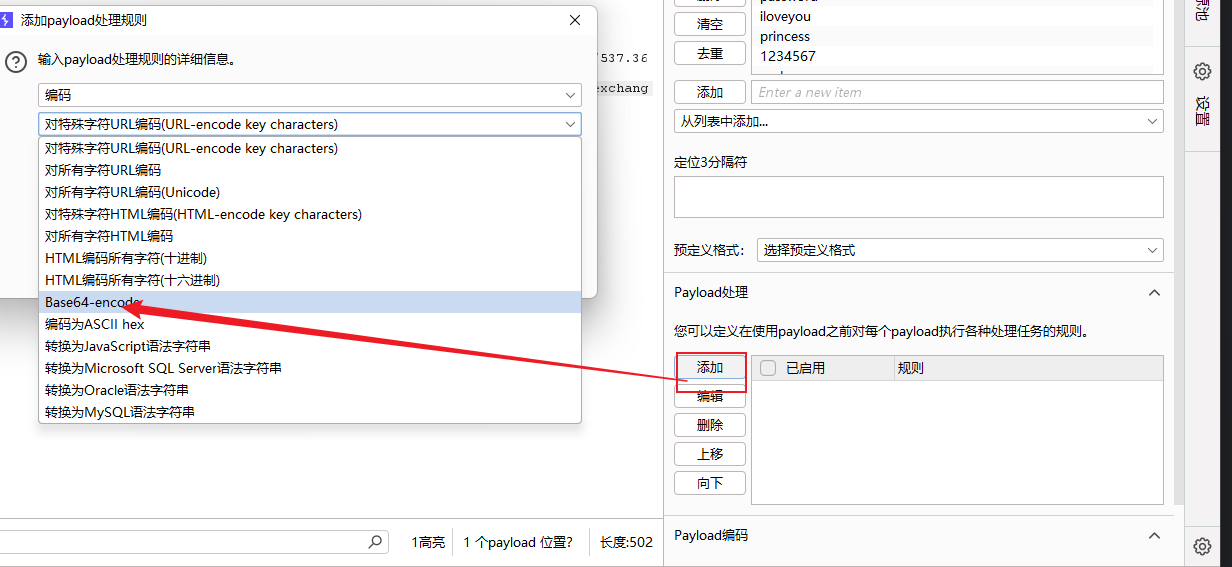 添加payload处理规则
输入payload处理规则的详细信息。
编码
对特殊字符URL编码(URL-encode key characters)
对特殊字符URL编码(URL-encode key characters)
对所有字符URL编码
对所有字符URL编码(Unicode)
对特殊字符HTML编码(HTML-encode key characters)
对所有字符HTML编码
HTML编码所有字符(十进制)
HTML编码所有字符(十六进制)
Base64-encode
编码为ASCII hex
转换为JavaScript语法字符串
转换为Microsoft SQL Server语法字符串
转换为Oracle语法字符串
转换为MySQL语法字符串
537.36
exchang
1高亮
1 个payload 位置?
长度:502
清空
去重
password
iloveyou
princess
1234567
添加
Enter a new item
从列表中添加...
定位3分隔符
预定义格式:
选择预定义格式
Payload处理
您可以定义在使用payload之前对每个payload执行各种处理任务的规则。
添加
编辑
删除
上移
向下
已启用
规则
Payload编码
池
设置